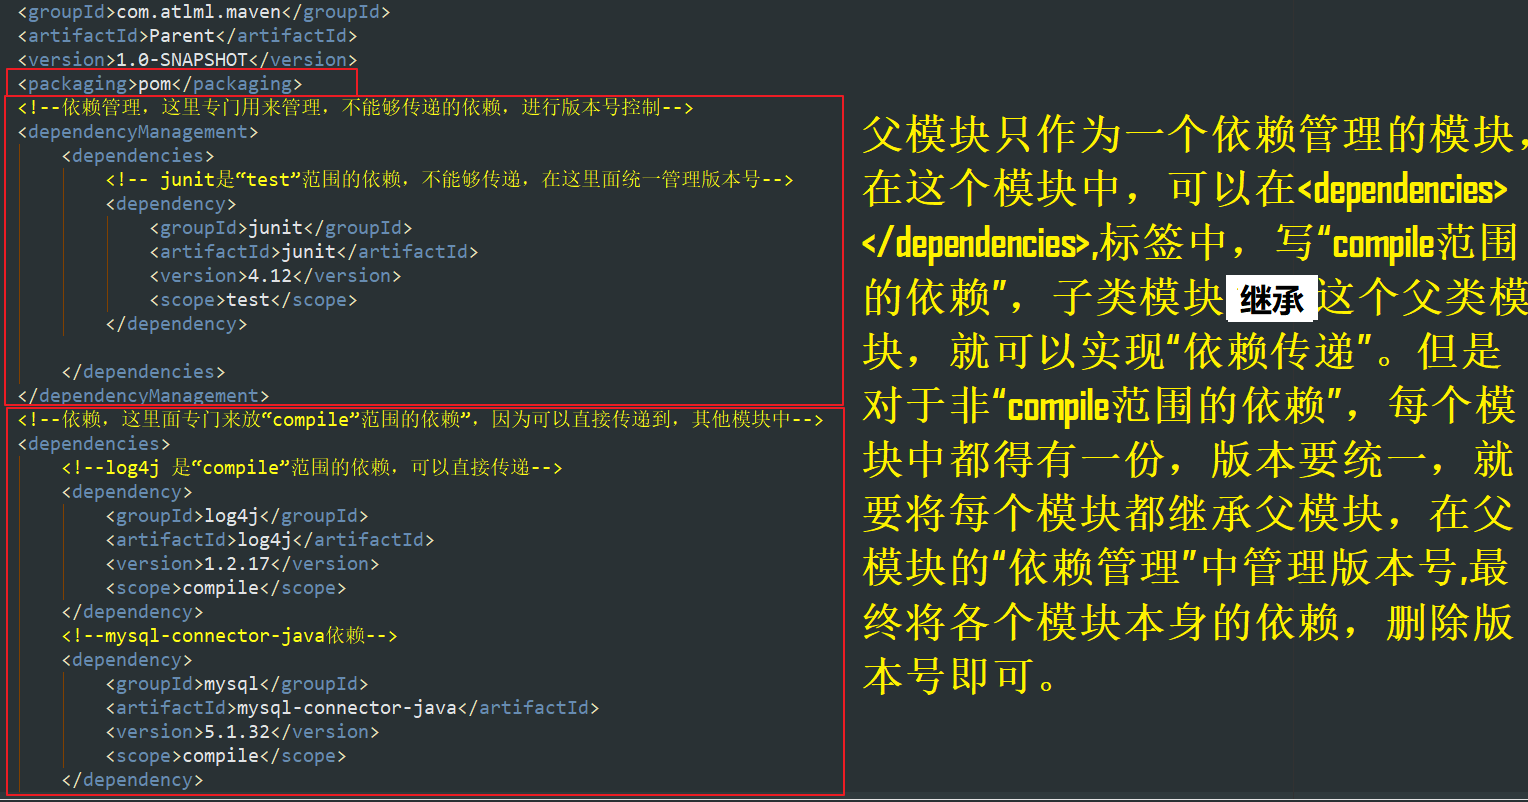 <groupId>com.atlml.maven</groupId>
<artifactId>Parent</artifactId>
<version>1.0-SNAPSHOT</version>
<packaging>pom</packaging>
<!--依赖管理，这里专门用来管理，不能够传递的依赖，进行版本号控制-->
<dependencyManagement>
<dependencies>
<!-- junit是“test”范围的依赖，不能够传递，在这里面统一管理版本号-->
<dependency>
<groupId>junit</groupId>
<artifactId>junit</artifactId>
<version>4.12</version>
<scope>test</scope>
</dependency>
</dependencies>
</dependencyManagement>
<!--依赖，这里面专门来放“compile”范围的依赖”，因为可以直接传递到，其他模块中-->
<dependencies>
<!--log4j 是“compile”范围的依赖，可以直接传递-->
<dependency>
<groupId>log4j</groupId>
<artifactId>log4j</artifactId>
<version>1.2.17</version>
<scope>compile</scope>
</dependency>
<!--mysql-connector-java依赖-->
<dependency>
<groupId>mysql</groupId>
<artifactId>mysql-connector-java</artifactId>
<version>5.1.32</version>
<scope>compile</scope>
</dependency>
父模块只作为一个依赖管理的模块，
在这个模块中，可以在<dependencies>
</dependencies>,标签中，写“compile范围
的依赖”，子类模块继承这个父类模
块，就可以实现“依赖传递”。但是
对于非“compile范围的依赖”，每个模
块中都得有一份，版本要统一，就
要将每个模块都继承父模块，在父
模块的“依赖管理”中管理版本号,最
终将各个模块本身的依赖，删除版
本号即可。